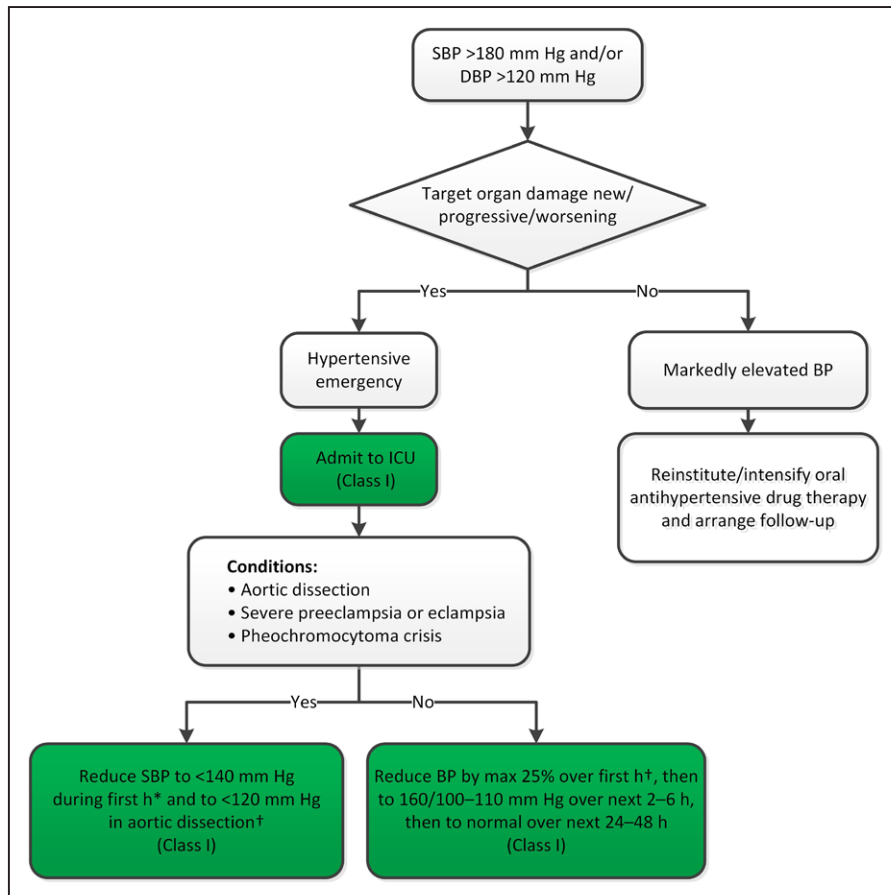 SBP >180 mm Hg and/or
DBP >120 mm Hg
Target organ damage new/
progressive/worsening
Yes
No
Hypertensive
emergency
Markedly elevated BP
Admit to ICU
(Class I)
Reinstitute/intensify oral
antihypertensive drug therapy
and arrange follow-up
Conditions:
• Aortic dissection
• Severe preeclampsia or eclampsia
• Pheochromocytoma crisis
Yes
No
Reduce SBP to <140 mm Hg
during first h* and to <120 mm Hg
in aortic dissection†
(Class I)
Reduce BP by max 25% over first h†, then
to 160/100–110 mm Hg over next 2–6 h,
then to normal over next 24–48 h
(Class I)